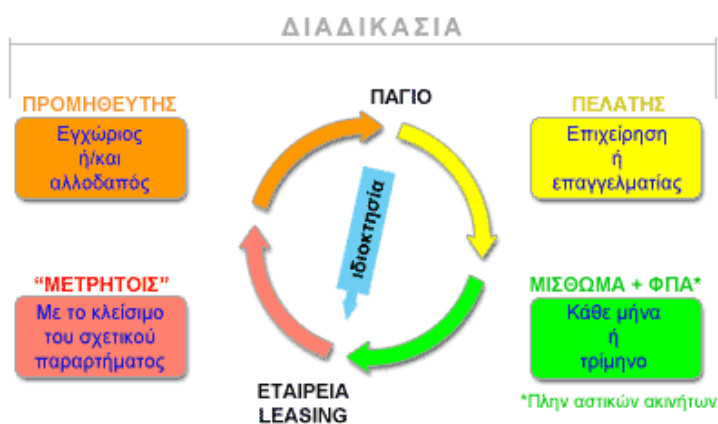 ΔΙΑΔΙΚΑΣΙΑ
ΠΡΟΜΗΘΕΥΤΗΣ
Εγχώριος
ή/και
αλλοδαπός
ΠΑΓΙΟ
ΠΕΛΑΤΗΣ
Επιχείρηση
ή
επαγγελματίας
ιδιοκτησία
“ΜΕΤΡΗΤΟΙΣ”
Με το κλείσιμο
του σχετικού
παραρτήματος
ΜΙΣΘΩΜΑ + ΦΠΑ*
Κάθε μήνα
ή
τρίμηνο
ΕΤΑΙΡΕΙΑ
LEASING
*Πλην αστικών ακινήτων